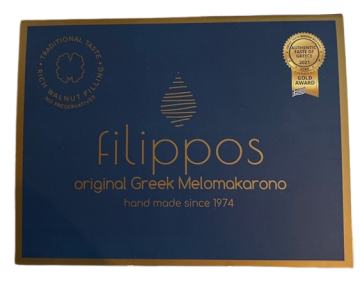 TRADITIONAL TASTE
RICH WALNUT FILLING
NO PRESERVATIVES
AUTHENTIC
TASTE OF
GREECE
2021
GOLD
AWARD
filippos
original Greek Melomakarono
hand made since 1974